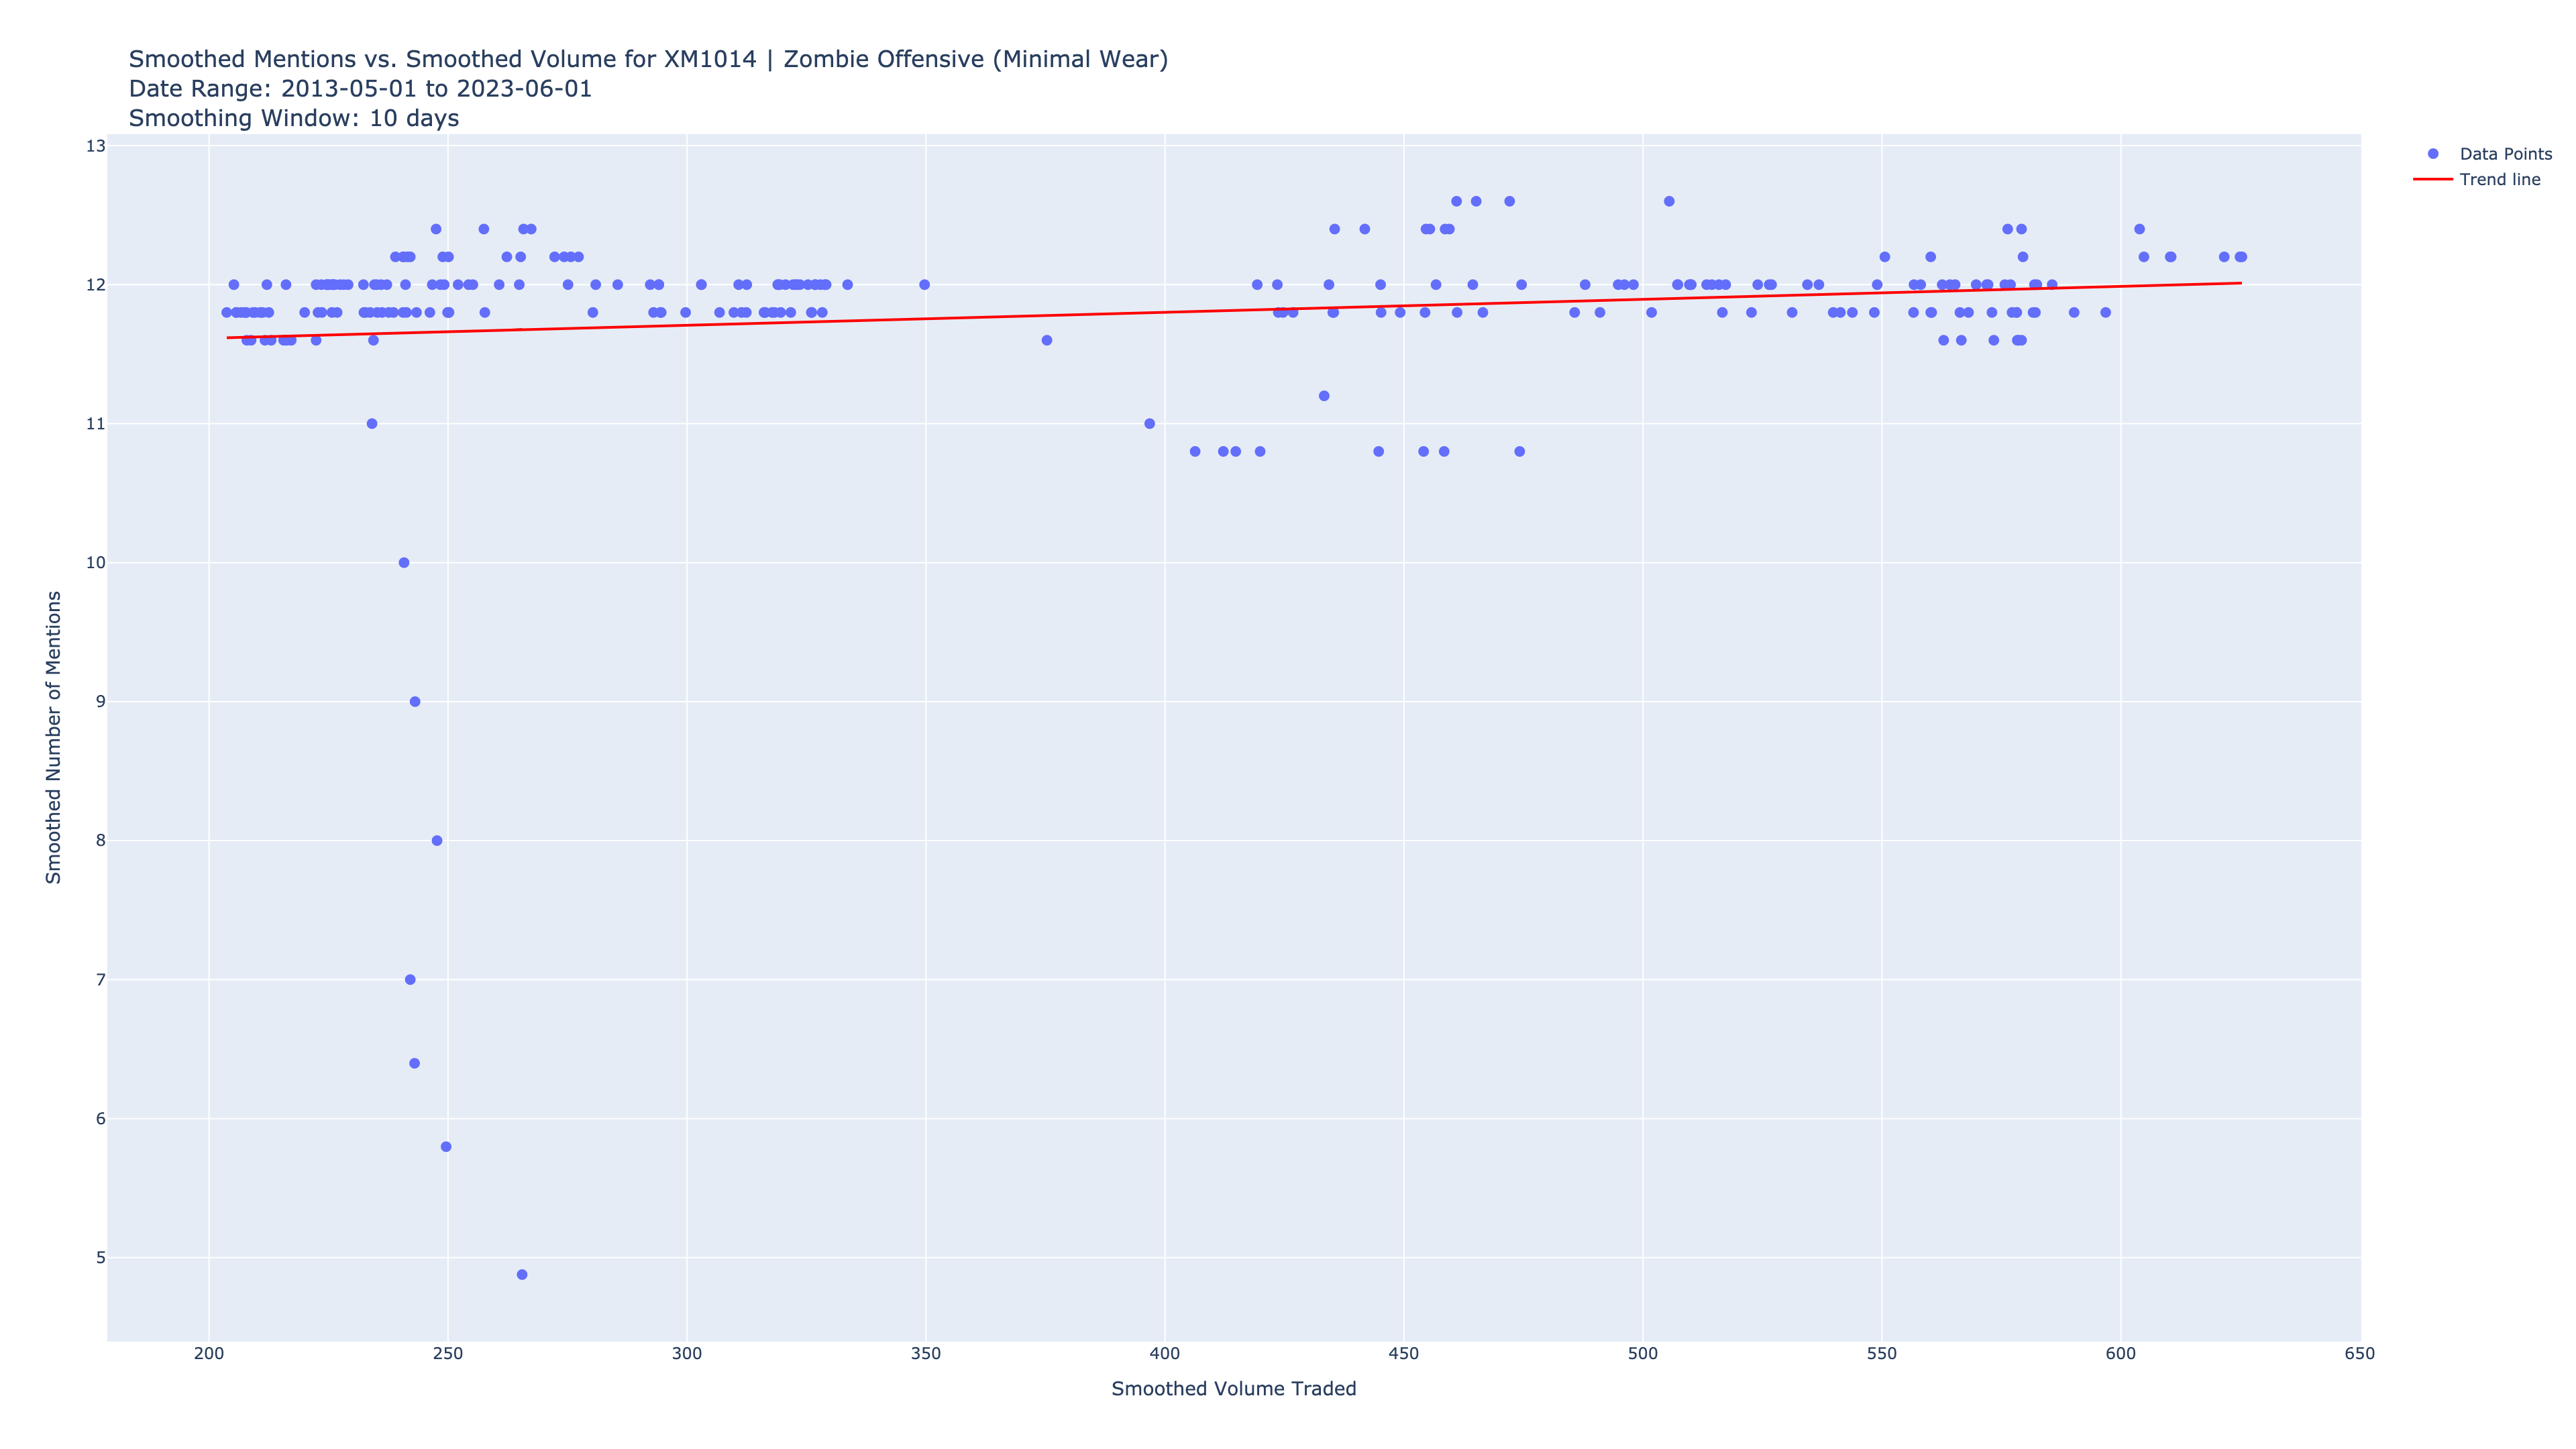 Smoothed Mentions vs. Smoothed Volume for XM1014 | Zombie Offensive (Minimal Wear)
Date Range: 2013-05-01 to 2023-06-01
Smoothing Window: 10 days
Data Points
Trend line
13
12
11
10
9
8
7
6
5
Smoothed Number of Mentions
200
250
300
350
400
450
500
550
600
650
Smoothed Volume Traded